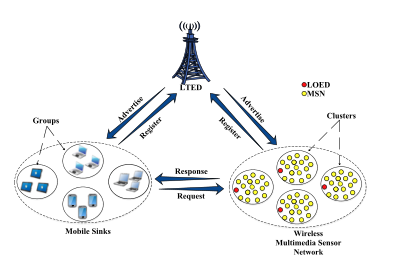 ((ω))
LTED
LOED
MSN
Advertise
Register
Advertise
Register
Groups
Clusters
Response
Request
Mobile Sinks
Wireless
Multimedia Sensor
Network